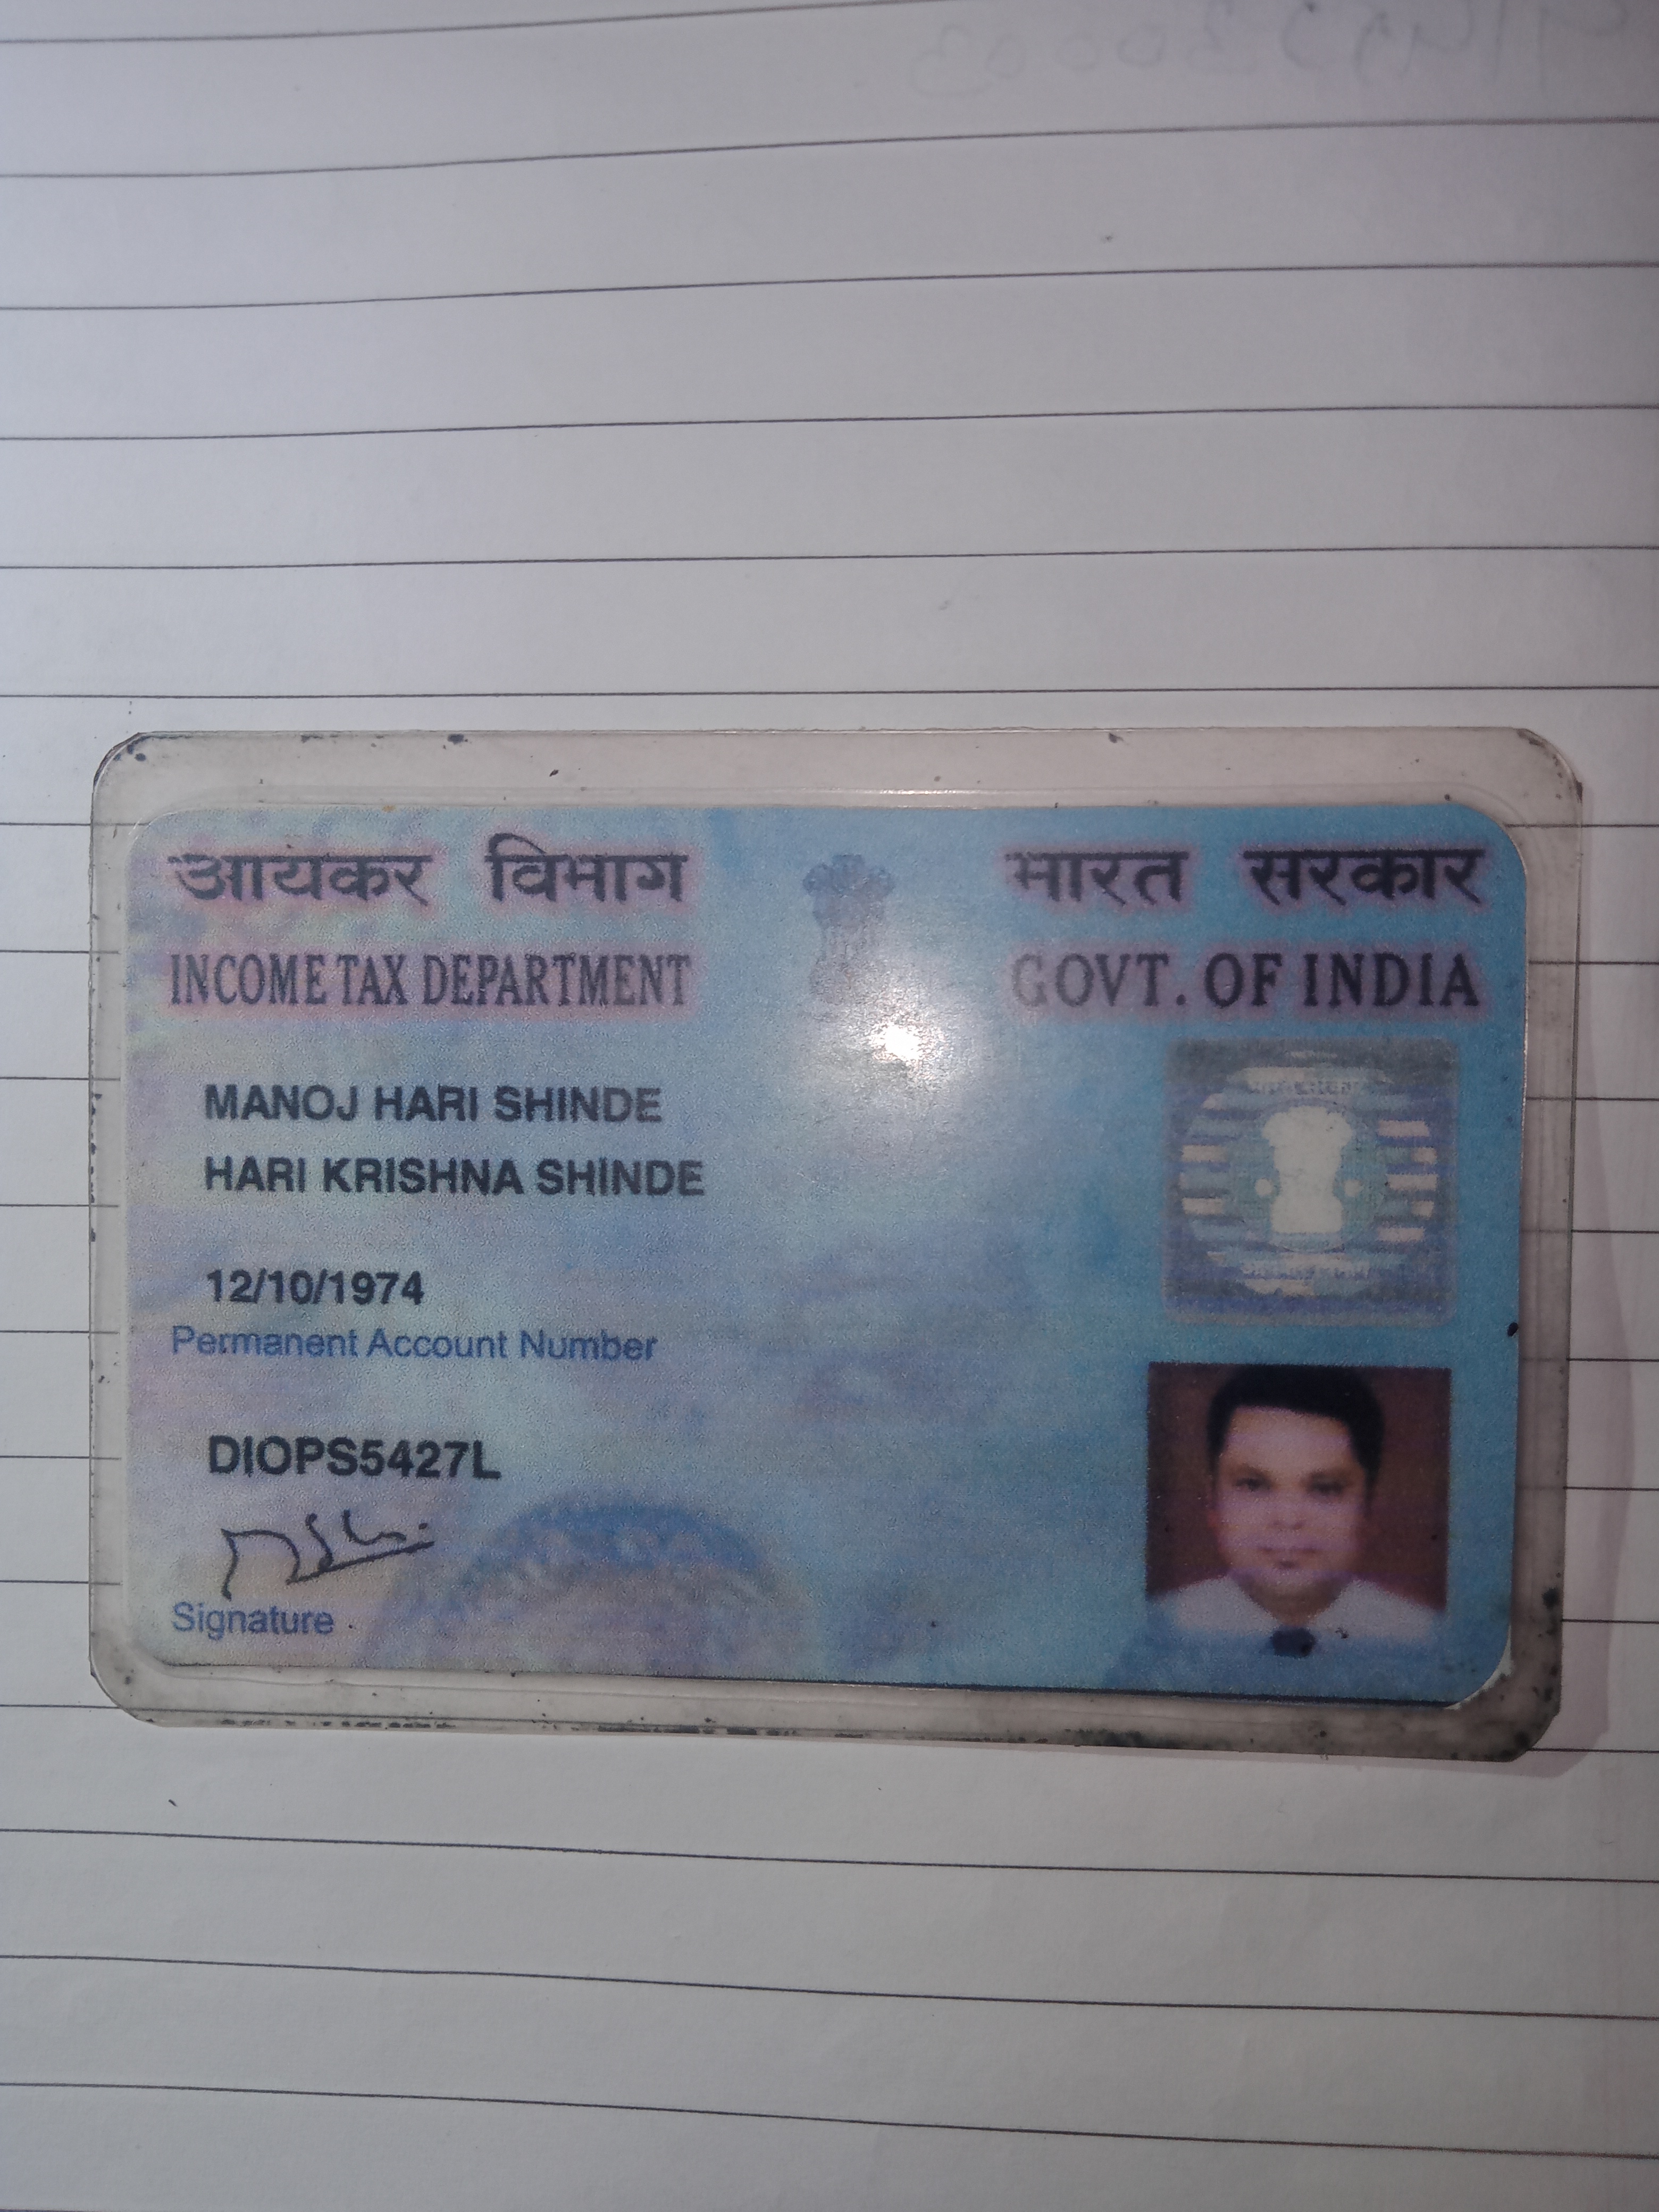 आयकर विभाग भारत सरकार
INCOME TAX DEPARTMENT GOVT. OF INDIA
MANOJ HARI SHINDE
HARI KRISHNA SHINDE
12/10/1974
Permanent Account Number
DIOPS5427L
Signature